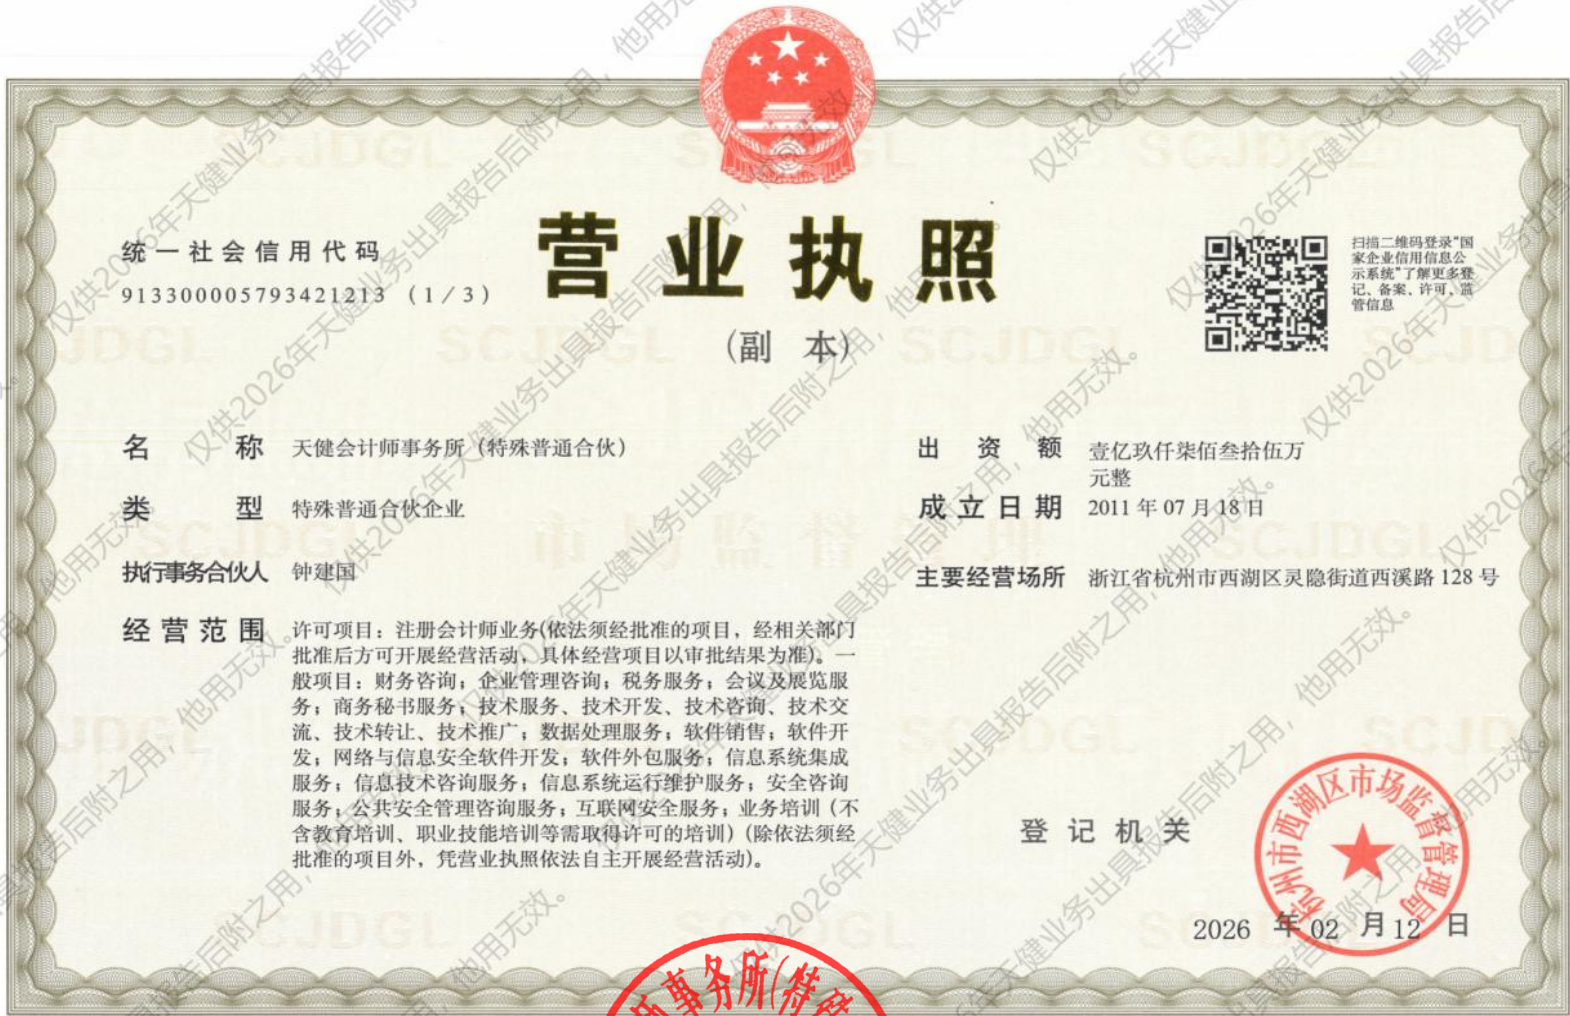 营业执照
(副 本)
统一社会信用代码
913300005793421213 (1/3)
扫描二维码登录“国
家企业信用信息公
示系统”了解更多登
记、备案、许可、监
管信息
名 称 天健会计师事务所（特殊普通合伙）
类 型 特殊普通合伙企业
执行事务合伙人 钟建国
经营范围 许可项目：注册会计师业务(依法须经批准的项目，经相关部门
批准后方可开展经营活动，具体经营项目以审批结果为准)。一
般项目：财务咨询；企业管理咨询；税务服务；会议及展览服
务；商务秘书服务；技术服务、技术开发、技术咨询、技术交
流、技术转让、技术推广；数据处理服务；软件销售；软件开
发；网络与信息安全软件开发；软件外包服务；信息系统集成
服务；信息技术咨询服务；信息系统运行维护服务；安全咨询
服务；公共安全管理咨询服务；互联网安全服务；业务培训（不
含教育培训、职业技能培训等需取得许可的培训）(除依法须经
批准的项目外，凭营业执照依法自主开展经营活动)。
出 资 额 壹亿玖仟柒佰叁拾伍万
元整
成立日期 2011年07月18日
主要经营场所 浙江省杭州市西湖区灵隐街道西溪路128号
登记机关
杭州市西湖区市场监督管理局
2026 年 02 月 12 日
事务所(特殊
仅供2026年天健业务出具报告后附之用，他用无效。
SCJDGL
市场监督管理